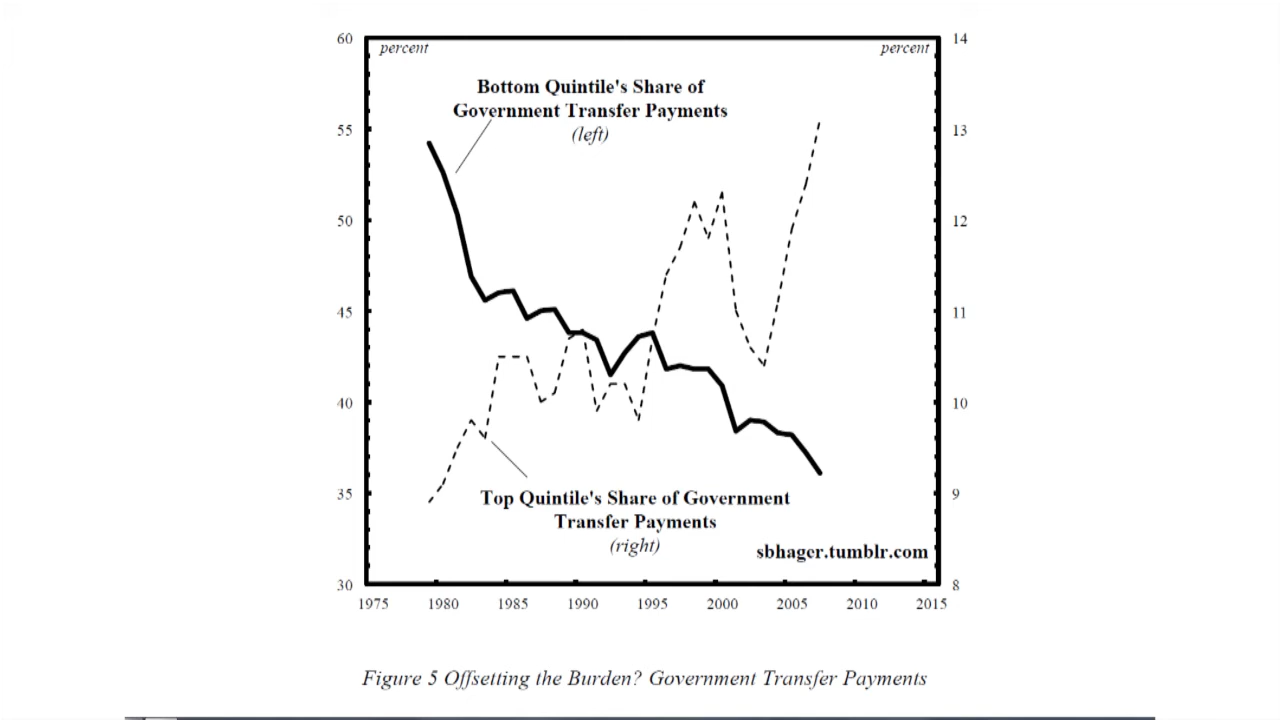 60
14
percent
percent
Bottom Quintile's Share of
Government Transfer Payments
(left)
55
13
50
12
45
11
40
10
35
9
Top Quintile's Share of Government
Transfer Payments
(right)
sbhager.tumblr.com
30
8
1975 1980 1985 1990 1995 2000 2005 2010 2015
Figure 5 Offsetting the Burden? Government Transfer Payments